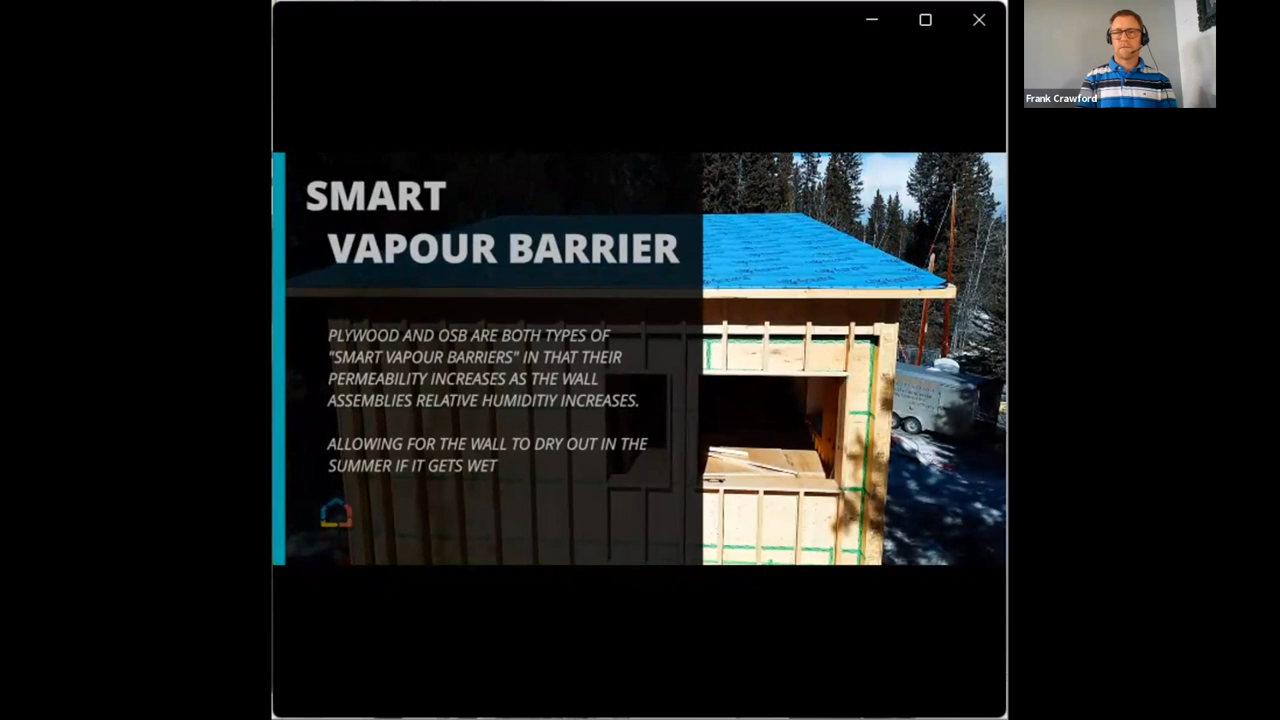 Frank Crawford
SMART
VAPOUR BARRIER
PLYWOOD AND OSB ARE BOTH TYPES OF
"SMART VAPOUR BARRIERS" IN THAT THEIR
PERMEABILITY INCREASES AS THE WALL
ASSEMBLIES RELATIVE HUMIDITIY INCREASES.
ALLOWING FOR THE WALL TO DRY OUT IN THE
SUMMER IF IT GETS WET